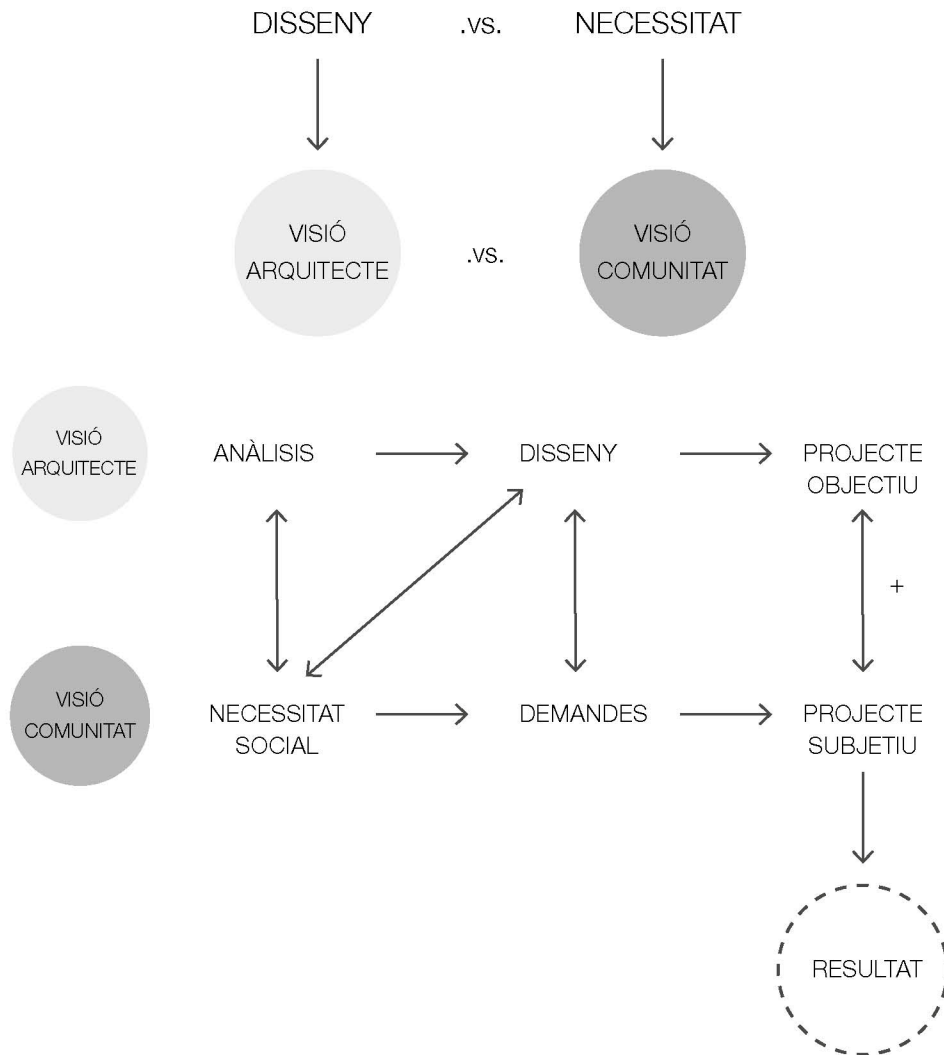 DISSENY .vs. NECESSITAT
VISIÓ
ARQUITECTE
.vs.
VISIÓ
COMUNITAT
VISIÓ
ARQUITECTE
ANÀLISIS
DISSENY
PROJECTE
OBJECTIU
+
VISIÓ
COMUNITAT
NECESSITAT
SOCIAL
DEMANDES
PROJECTE
SUBJETIU
RESULTAT